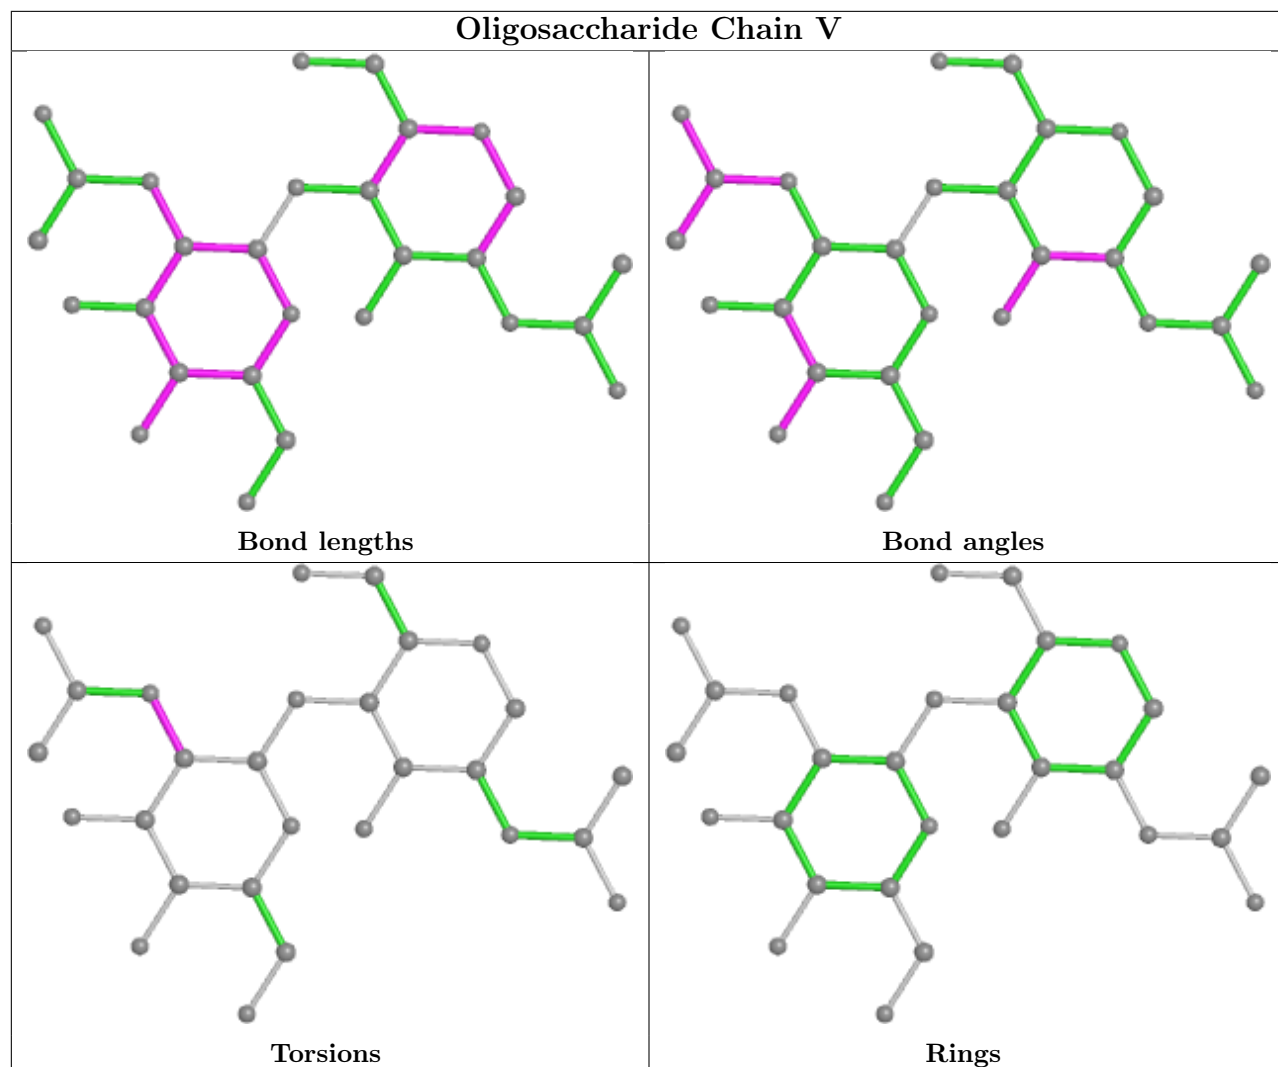 Oligosaccharide Chain V
Bond lengths
Bond angles
Torsions
Rings